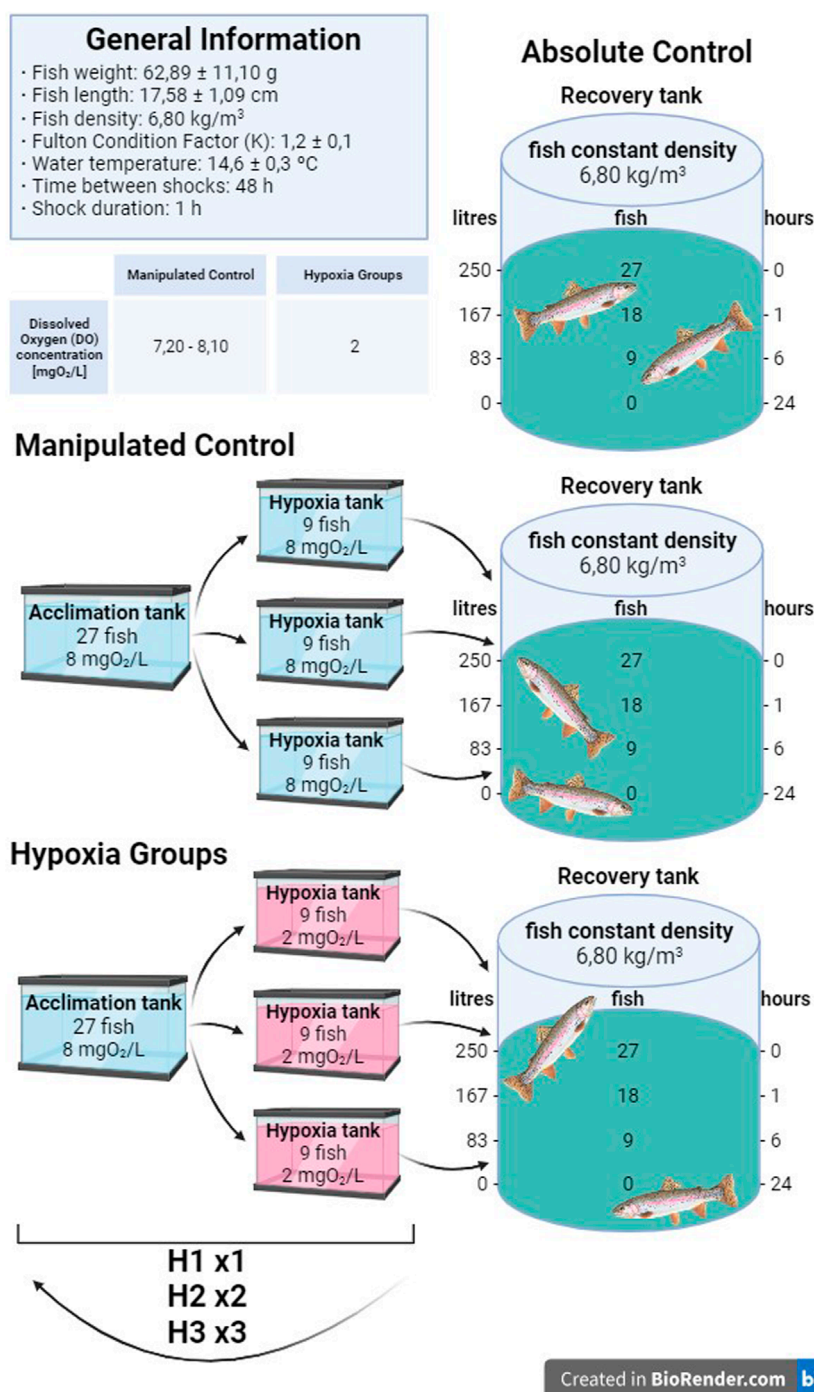 General Information
· Fish weight: 62,89 ± 11,10 g
· Fish length: 17,58 ± 1,09 cm
· Fish density: 6,80 kg/m³
· Fulton Condition Factor (K): 1,2 ± 0,1
· Water temperature: 14,6 ± 0,3 ºC
· Time between shocks: 48 h
· Shock duration: 1 h
Manipulated Control Hypoxia Groups
Dissolved
Oxygen (DO)
concentration
[mgO₂/L]
7,20 - 8,10 2
Absolute Control
Recovery tank
fish constant density
6,80 kg/m³
litres fish hours
250 - 27 - 0
167 - 18 - 1
83 - 9 - 6
0 - 0 - 24
Manipulated Control
Acclimation tank
27 fish
8 mgO₂/L
Hypoxia tank
9 fish
8 mgO₂/L
Hypoxia tank
9 fish
8 mgO₂/L
Hypoxia tank
9 fish
8 mgO₂/L
Recovery tank
fish constant density
6,80 kg/m³
litres fish hours
250 - 27 - 0
167 - 18 - 1
83 - 9 - 6
0 - 0 - 24
Hypoxia Groups
Acclimation tank
27 fish
8 mgO₂/L
Hypoxia tank
9 fish
2 mgO₂/L
Hypoxia tank
9 fish
2 mgO₂/L
Hypoxia tank
9 fish
2 mgO₂/L
Recovery tank
fish constant density
6,80 kg/m³
litres fish hours
250 - 27 - 0
167 - 18 - 1
83 - 9 - 6
0 - 0 - 24
H1 x1
H2 x2
H3 x3
Created in BioRender.com b